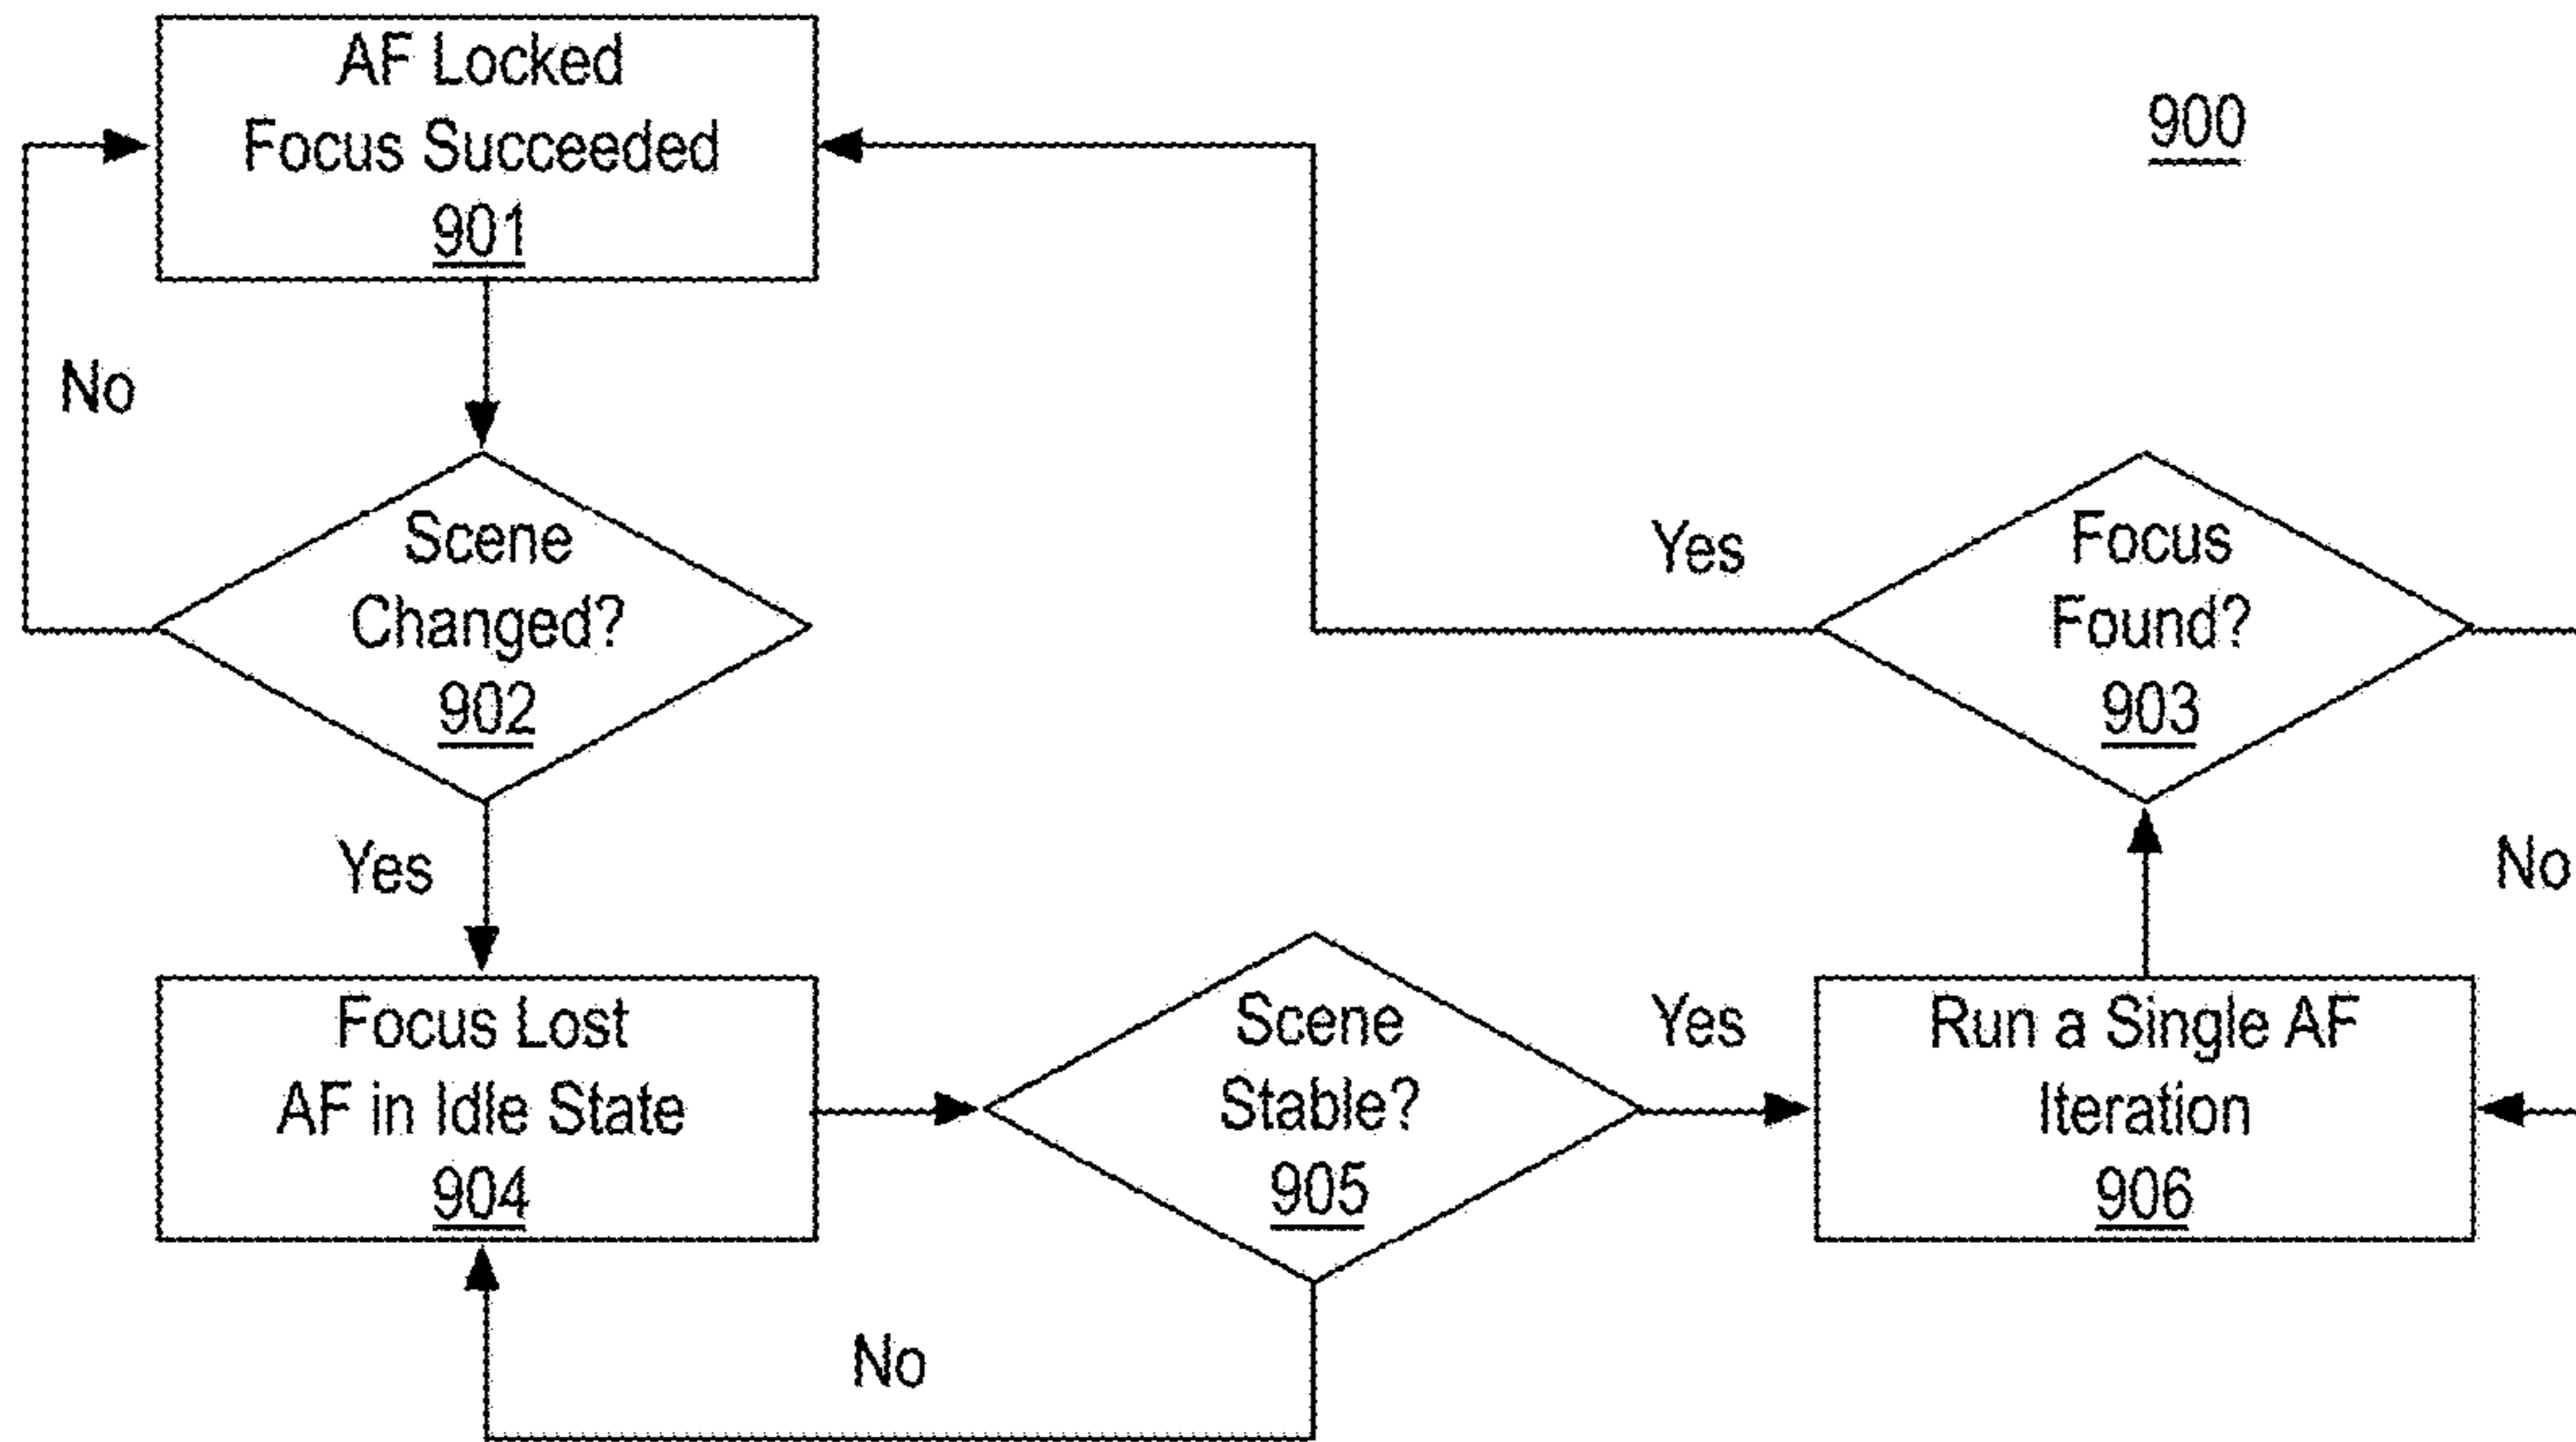 AF Locked
Focus Succeeded
901
900
No
Scene
Changed?
902
Yes
Focus
Found?
903
Yes
No
Focus Lost
AF in Idle State
904
Scene
Stable?
905
Yes
Run a Single AF
Iteration
906
No